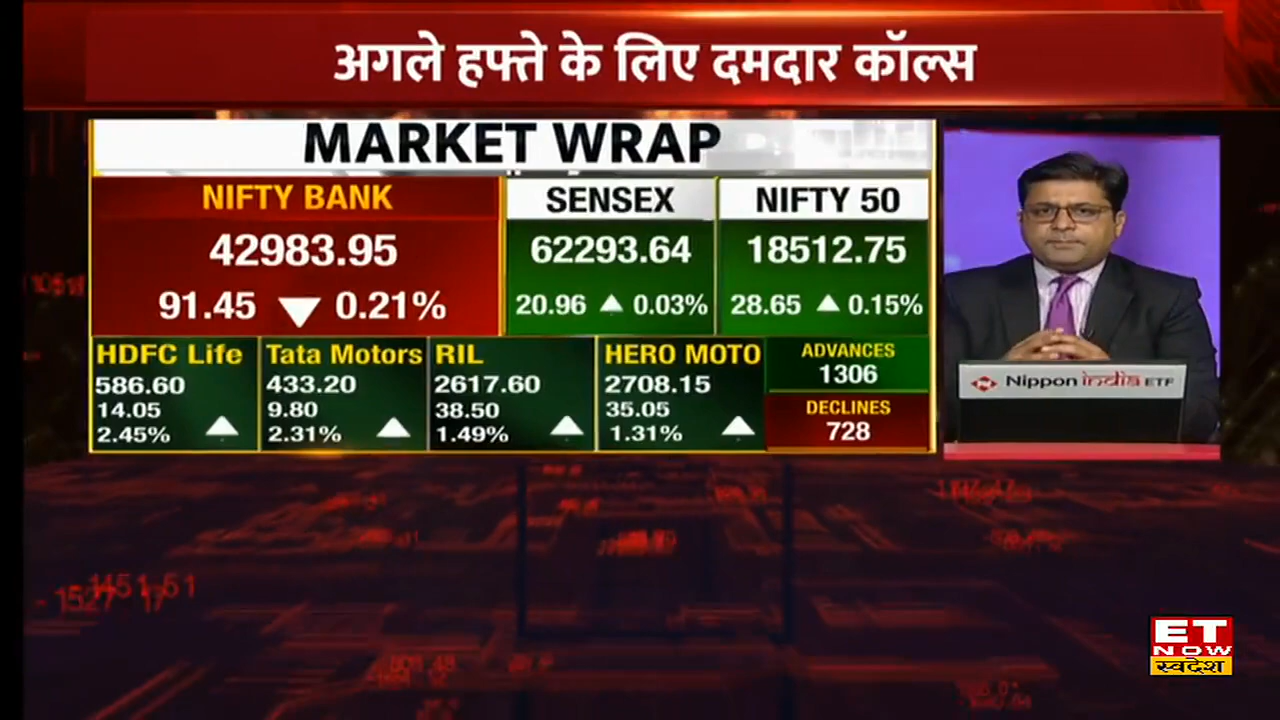 अगले हफ्ते के लिए दमदार कॉल्स
MARKET WRAP
NIFTY BANK
42983.95
91.45 ▼ 0.21%
SENSEX
62293.64
20.96 ▲ 0.03%
NIFTY 50
18512.75
28.65 ▲ 0.15%
HDFC Life
586.60
14.05
2.45% ▲
Tata Motors
433.20
9.80
2.31% ▲
RIL
2617.60
38.50
1.49% ▲
HERO MOTO
2708.15
35.05
1.31% ▲
ADVANCES
1306
DECLINES
728
Nippon india ETF
1451.51
ET
NOW
स्वदेश